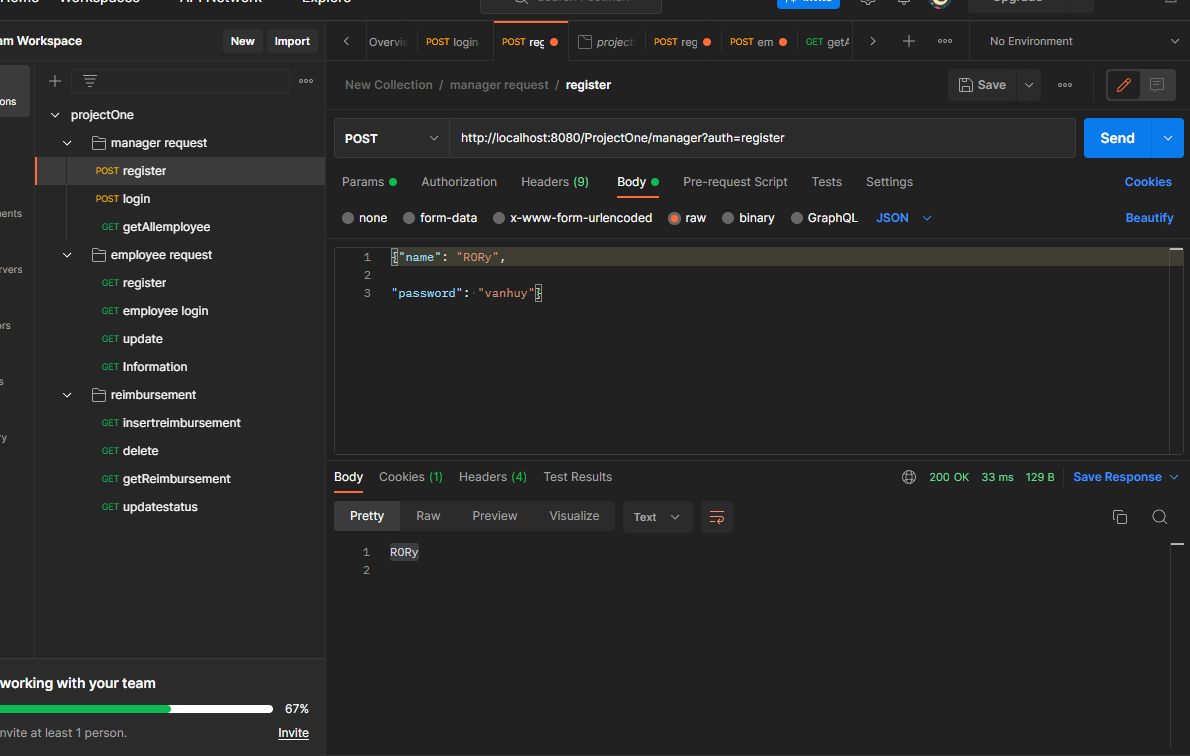 Workspaces
API Network
Explore
Search Postman
Invite
Upgrade
am Workspace
New
Import
Overvie
POST login
POST reg
project
POST reg
POST em
GET getA
No Environment
ons
New Collection / manager request / register
Save
projectOne
manager request
POST register
POST login
GET getAllemployee
employee request
GET register
GET employee login
GET update
GET Information
reimbursement
GET insertreimbursement
GET delete
GET getReimbursement
GET updatestatus
ments
rvers
ors
s
ry
POST
http://localhost:8080/ProjectOne/manager?auth=register
Send
Params
Authorization
Headers (9)
Body
Pre-request Script
Tests
Settings
Cookies
none
form-data
x-www-form-urlencoded
raw
binary
GraphQL
JSON
Beautify
1 {"name": "RORy",
2
3 "password": "vanhuy"}
Body
Cookies (1)
Headers (4)
Test Results
200 OK
33 ms
129 B
Save Response
Pretty
Raw
Preview
Visualize
Text
1 RORy
2
working with your team
67%
nvite at least 1 person.
Invite